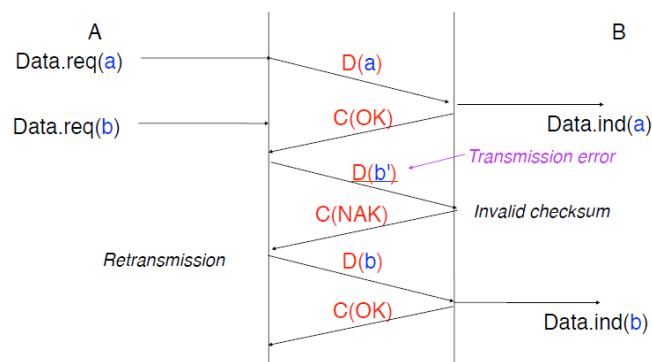 A
B
Data.req(a)
D(a)
Data.req(b)
C(OK)
Data.ind(a)
Transmission error
D(b')
Invalid checksum
C(NAK)
Retransmission
D(b)
C(OK)
Data.ind(b)